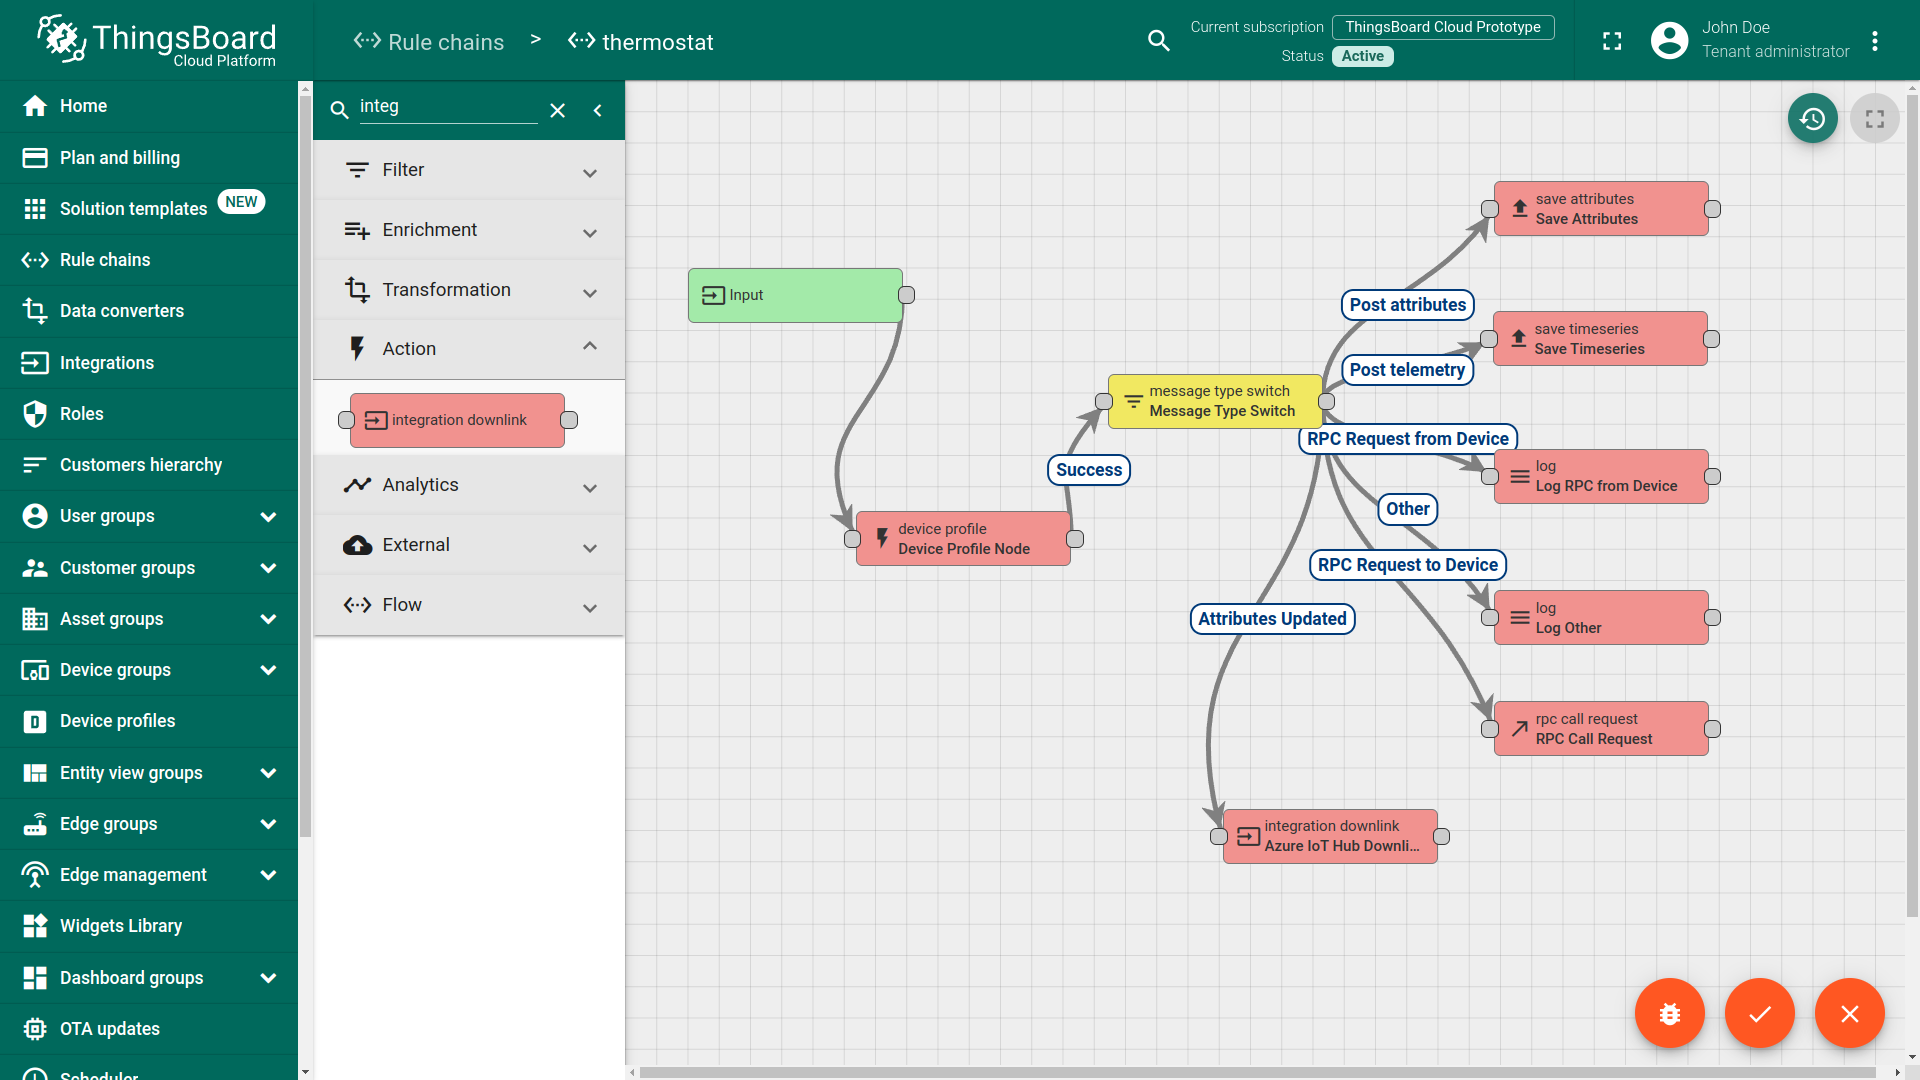 ThingsBoard
Cloud Platform
Rule chains > thermostat
Current subscription ThingsBoard Cloud Prototype
Status Active
John Doe
Tenant administrator
Home
Plan and billing
Solution templates NEW
Rule chains
Data converters
Integrations
Roles
Customers hierarchy
User groups
Customer groups
Asset groups
Device groups
Device profiles
Entity view groups
Edge groups
Edge management
Widgets Library
Dashboard groups
OTA updates
Scheduler
integ
Filter
Enrichment
Transformation
Action
integration downlink
Analytics
External
Flow
Input
device profile
Device Profile Node
Success
message type switch
Message Type Switch
Post attributes
Post telemetry
RPC Request from Device
Other
RPC Request to Device
Attributes Updated
save attributes
Save Attributes
save timeseries
Save Timeseries
log
Log RPC from Device
log
Log Other
rpc call request
RPC Call Request
integration downlink
Azure IoT Hub Downli...